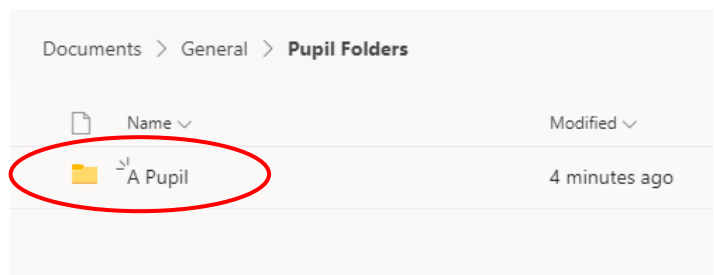 Documents > General > Pupil Folders
Name Modified
A Pupil 4 minutes ago